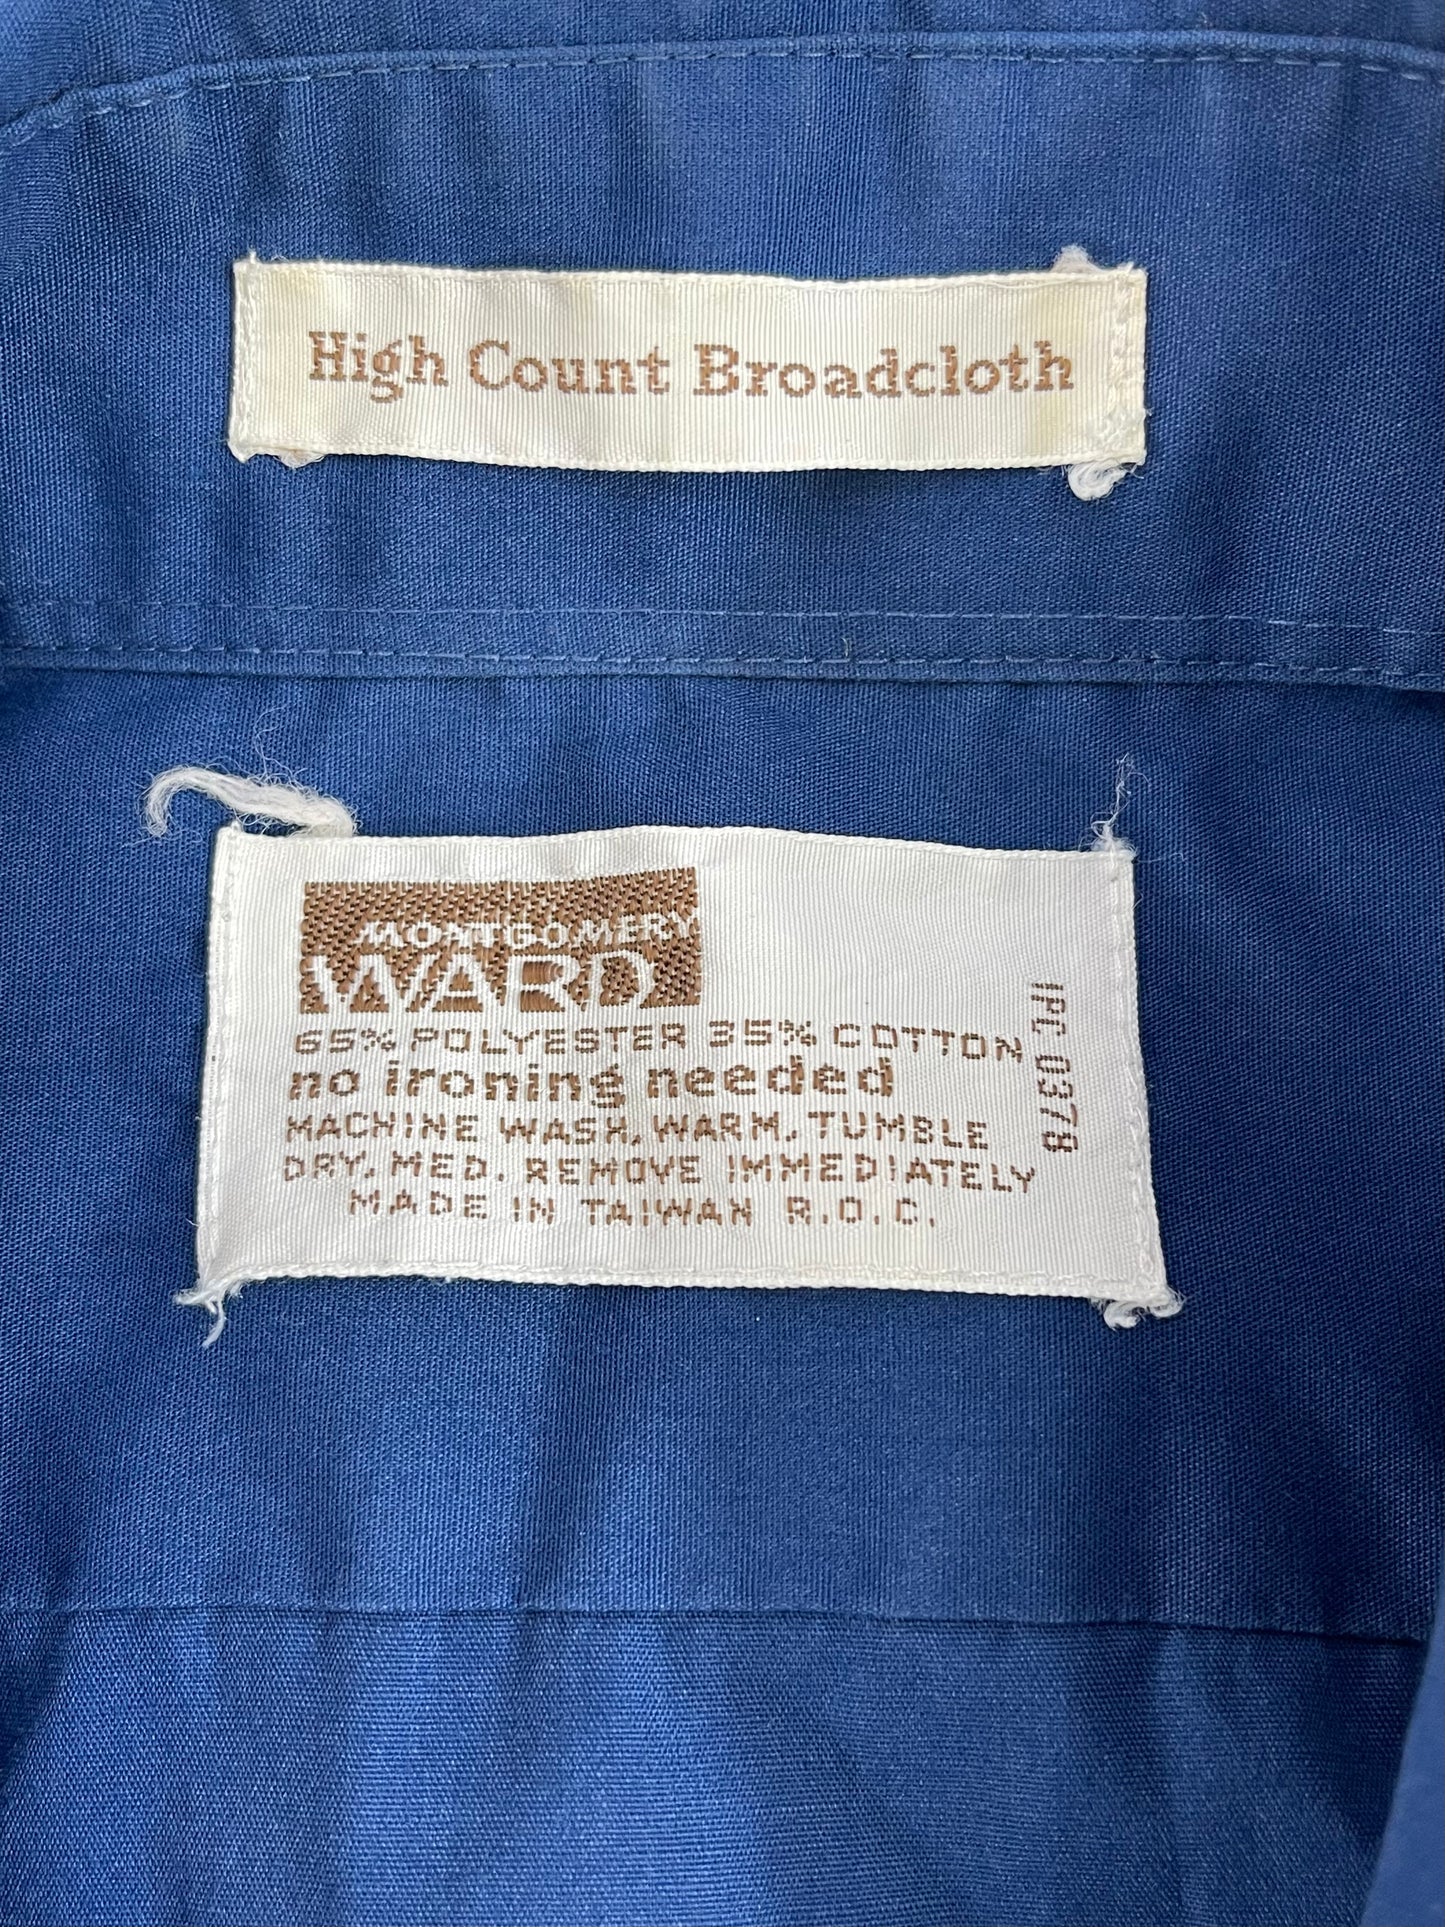 High Count Broadcloth
MONTGOMERY
WARD
65% POLYESTER 35% COTTON
no ironing needed
MACHINE WASH, WARM, TUMBLE
DRY, MED. REMOVE IMMEDIATELY
MADE IN TAIWAN R.O.C.
IPC 0378